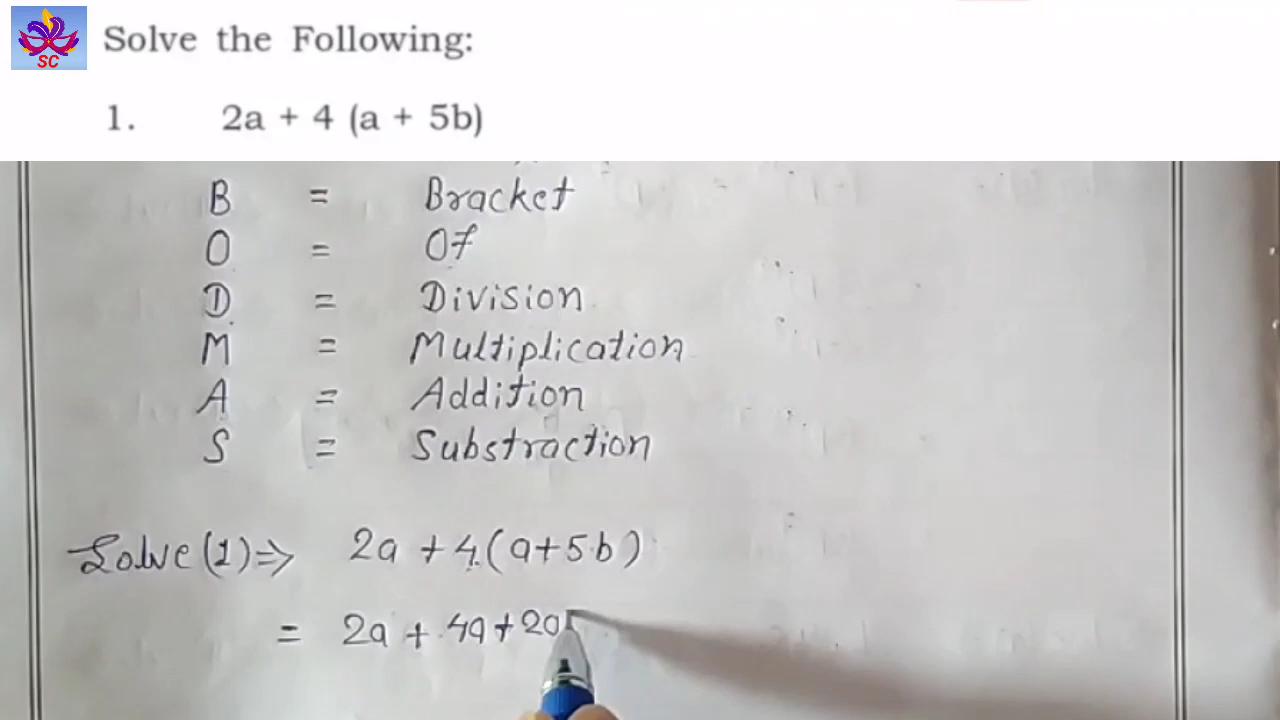 SC
Solve the Following:
1. 2a + 4 (a + 5b)
B = Bracket
O = Of
D = Division
M = Multiplication
A = Addition
S = Substraction
Solve (1) => 2a + 4.(a+5.b)
= 2a + 4a + 20